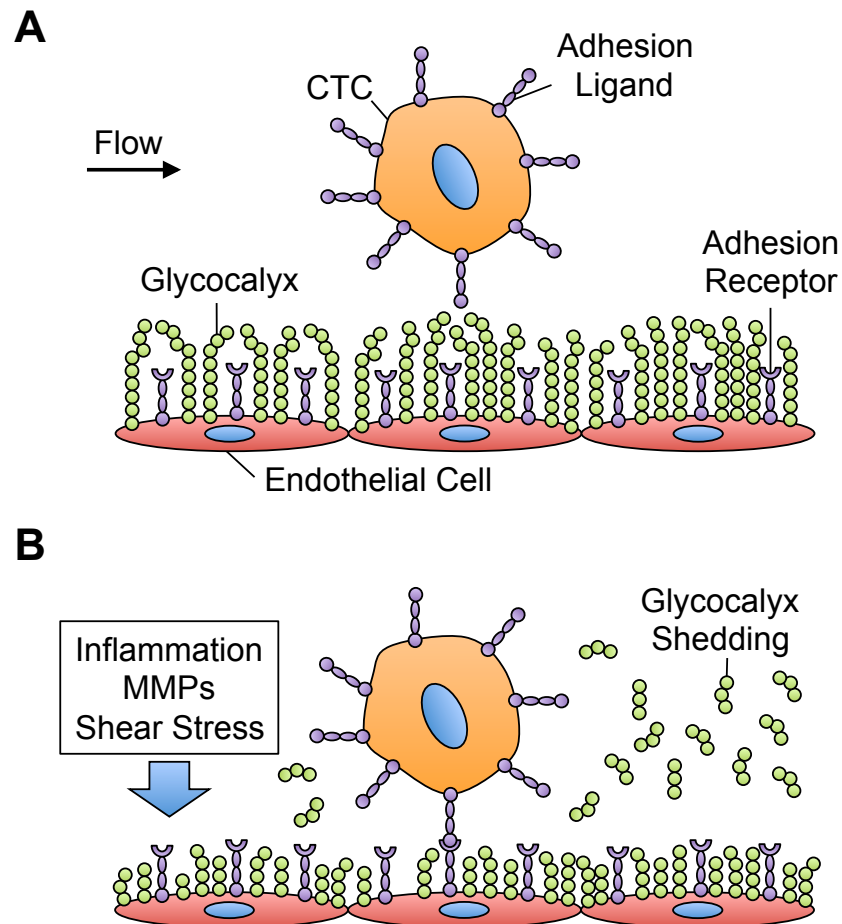 A
Adhesion
Ligand
CTC
Flow
Adhesion
Receptor
Glycocalyx
Endothelial Cell
B
Glycocalyx
Shedding
Inflammation
MMPs
Shear Stress